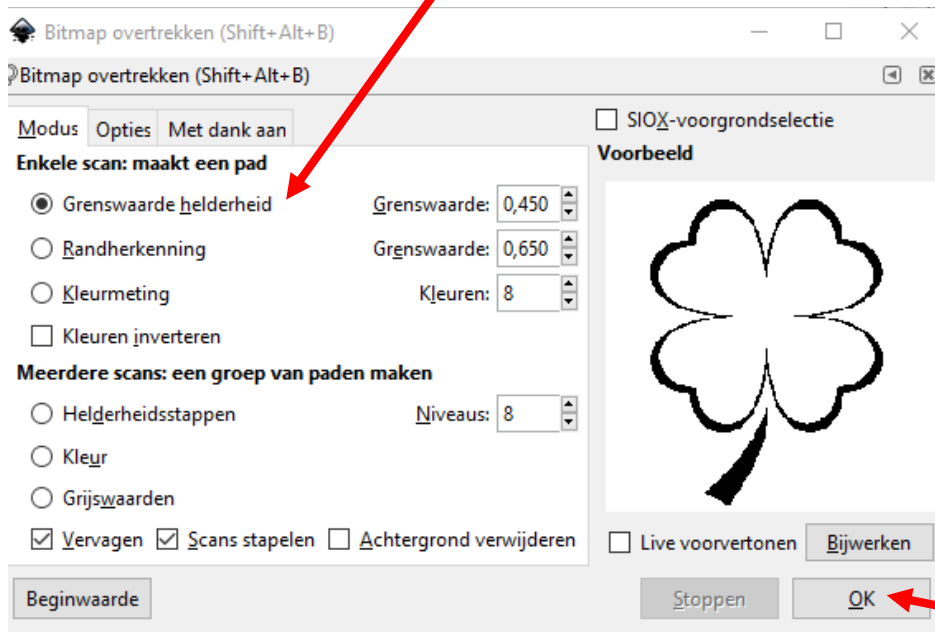 Bitmap overtrekken (Shift+Alt+B)
Bitmap overtrekken (Shift+Alt+B)
Modus Opties Met dank aan
SIOX-voorgrondselectie
Enkele scan: maakt een pad
Voorbeeld
Grenswaarde helderheid Grenswaarde: 0,450
Randherkenning Grenswaarde: 0,650
Kleurmeting Kleuren: 8
Kleuren inverteren
Meerdere scans: een groep van paden maken
Helderheidsstappen Niveaus: 8
Kleur
Grijswaarden
Vervagen Scans stapelen Achtergrond verwijderen
Live voorvertonen Bijwerken
Beginwaarde Stoppen OK